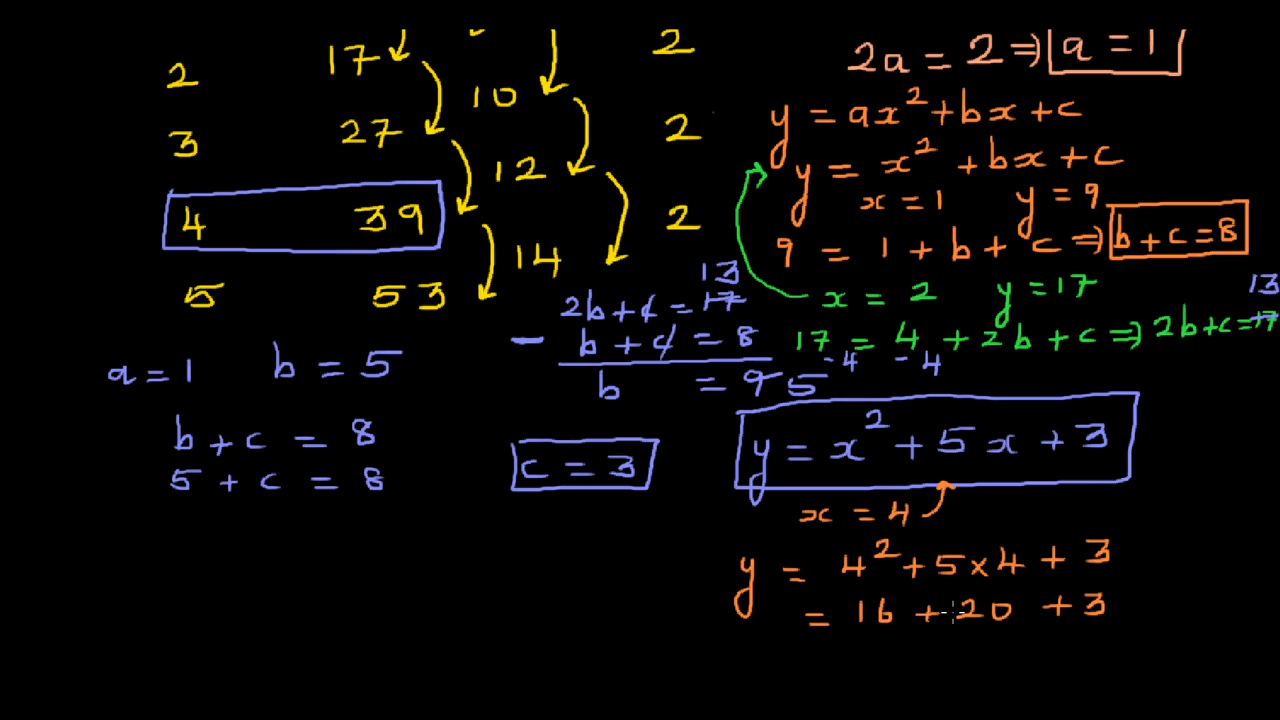 2 17 2
10
3 27 2
12
4 39 2
14
5 53
2a = 2 ⇒ a = 1
y = ax² + bx + c
y = x² + bx + c
x = 1 y = 9
9 = 1 + b + c ⇒ b + c = 8
x = 2 y = 17
17 = 4 + 2b + c ⇒ 2b + c = 17 13
-4 -4
13
2b + c = 17
- b + c = 8
b = 9 5
a = 1 b = 5
b + c = 8
5 + c = 8
c = 3
y = x² + 5x + 3
x = 4
y = 4² + 5 × 4 + 3
= 16 + 20 + 3